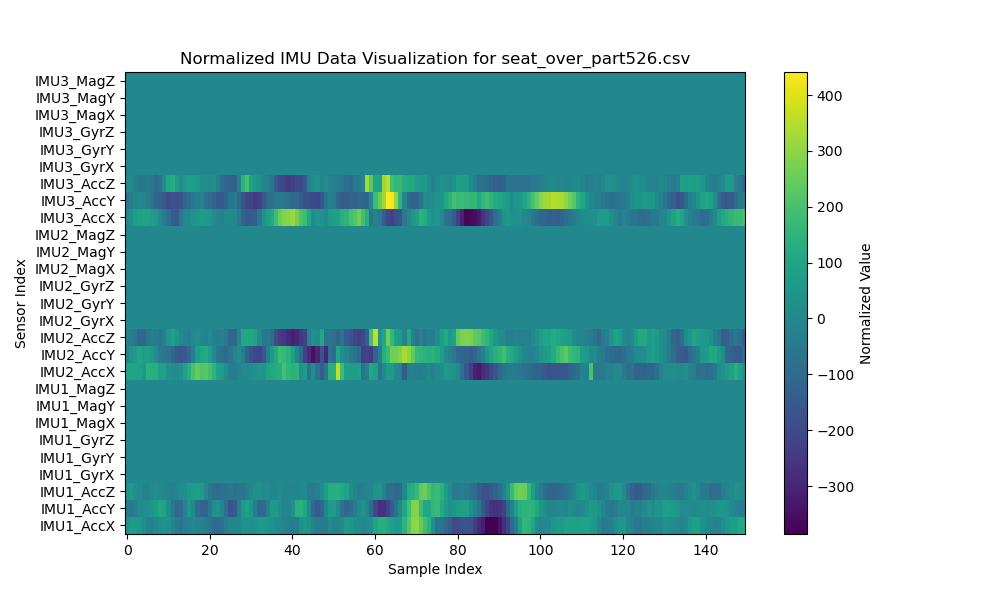 Normalized IMU Data Visualization for seat_over_part526.csv
IMU3_MagZ
IMU3_MagY
IMU3_MagX
IMU3_GyrZ
IMU3_GyrY
IMU3_GyrX
IMU3_AccZ
IMU3_AccY
IMU3_AccX
IMU2_MagZ
IMU2_MagY
IMU2_MagX
IMU2_GyrZ
IMU2_GyrY
IMU2_GyrX
IMU2_AccZ
IMU2_AccY
IMU2_AccX
IMU1_MagZ
IMU1_MagY
IMU1_MagX
IMU1_GyrZ
IMU1_GyrY
IMU1_GyrX
IMU1_AccZ
IMU1_AccY
IMU1_AccX
Sensor Index
0 20 40 60 80 100 120 140
Sample Index
400
300
200
100
0
−100
−200
−300
Normalized Value